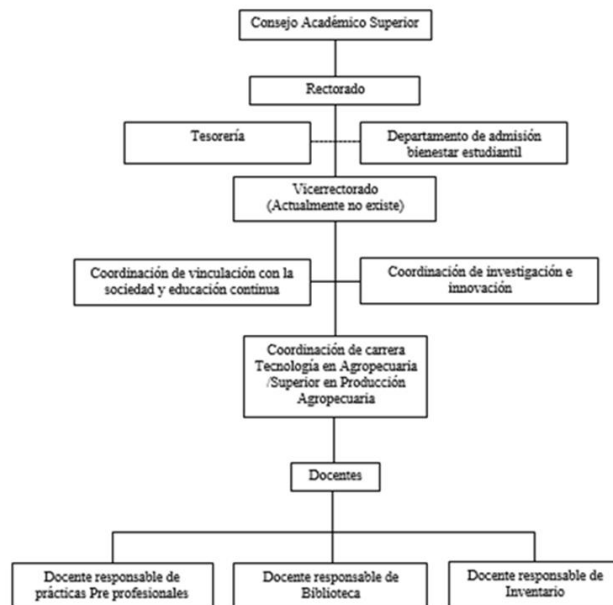 Consejo Académico Superior
Rectorado
Tesorería
Departamento de admisión
bienestar estudiantil
Vicerrectorado
(Actualmente no existe)
Coordinación de vinculación con la
sociedad y educación continua
Coordinación de investigación e
innovación
Coordinación de carrera
Tecnología en Agropecuaria
/Superior en Producción
Agropecuaria
Docentes
Docente responsable de
prácticas Pre profesionales
Docente responsable de
Biblioteca
Docente responsable de
Inventario